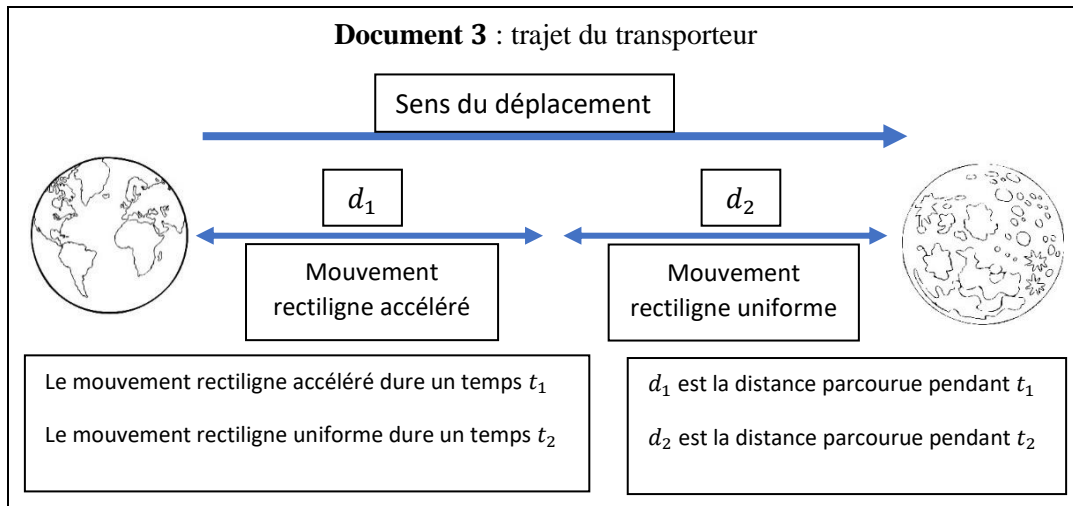 Document 3 : trajet du transporteur
Sens du déplacement
d₁
d₂
Mouvement
rectiligne accéléré
Mouvement
rectiligne uniforme
Le mouvement rectiligne accéléré dure un temps t₁
Le mouvement rectiligne uniforme dure un temps t₂
d₁ est la distance parcourue pendant t₁
d₂ est la distance parcourue pendant t₂